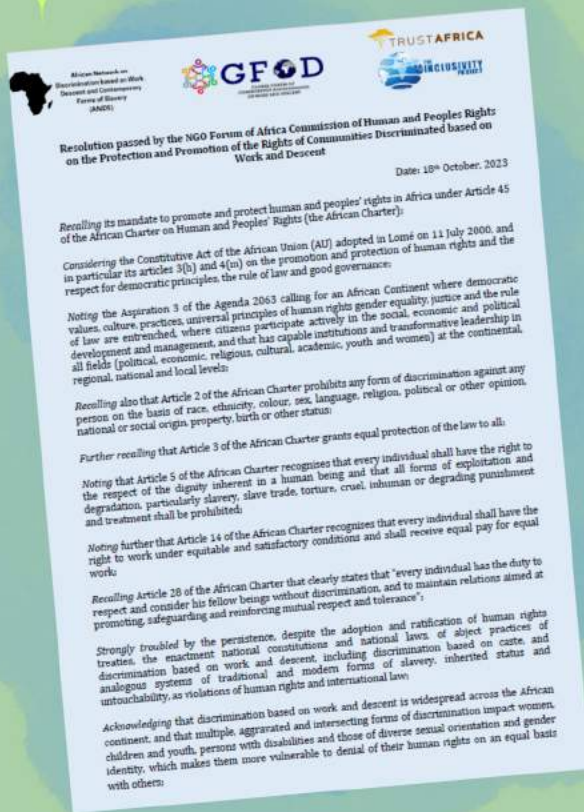 African Network on
Discrimination based on Work
Descent and Contemporary
Forms of Slavery
(ANDS)
GFOD
GLOBAL FORUM OF
COMMUNITIES DISCRIMINATED
ON WORK AND DESCENT
TRUSTAFRICA
THE
INCLUSIVITY
PROJECT
Resolution passed by the NGO Forum of Africa Commission of Human and Peoples Rights
on the Protection and Promotion of the Rights of Communities Discriminated based on
Work and Descent
Date: 18th October, 2023
Recalling its mandate to promote and protect human and peoples' rights in Africa under Article 45
of the African Charter on Human and Peoples' Rights (the African Charter);
Considering the Constitutive Act of the African Union (AU) adopted in Lomé on 11 July 2000, and
in particular its articles 3(h) and 4(m) on the promotion and protection of human rights and the
respect for democratic principles, the rule of law and good governance;
Noting the Aspiration 3 of the Agenda 2063 calling for an African Continent where democratic
values, culture, practices, universal principles of human rights gender equality, justice and the rule
of law are entrenched, where citizens participate actively in the social, economic and political
development and management, and that has capable institutions and transformative leadership in
all fields (political, economic, religious, cultural, academic, youth and women) at the continental,
regional, national and local levels;
Recalling also that Article 2 of the African Charter prohibits any form of discrimination against any
person on the basis of race, ethnicity, colour, sex, language, religion, political or other opinion,
national or social origin, property, birth or other status;
Further recalling that Article 3 of the African Charter grants equal protection of the law to all;
Noting that Article 5 of the African Charter recognises that every individual shall have the right to
the respect of the dignity inherent in a human being and that all forms of exploitation and
degradation, particularly slavery, slave trade, torture, cruel, inhuman or degrading punishment
and treatment shall be prohibited;
Noting further that Article 14 of the African Charter recognises that every individual shall have the
right to work under equitable and satisfactory conditions and shall receive equal pay for equal
work;
Recalling Article 28 of the African Charter that clearly states that "every individual has the duty to
respect and consider his fellow beings without discrimination, and to maintain relations aimed at
promoting, safeguarding and reinforcing mutual respect and tolerance";
Strongly troubled by the persistence, despite the adoption and ratification of human rights
treaties, the enactment national constitutions and national laws, of abject practices of
discrimination based on work and descent, including discrimination based on caste, and
analogous systems of traditional and modern forms of slavery, inherited status and
untouchability, as violations of human rights and international law;
Acknowledging that discrimination based on work and descent is widespread across the African
continent, and that multiple, aggravated and intersecting forms of discrimination impact women,
children and youth, persons with disabilities and those of diverse sexual orientation and gender
identity, which makes them more vulnerable to denial of their human rights on an equal basis
with others;